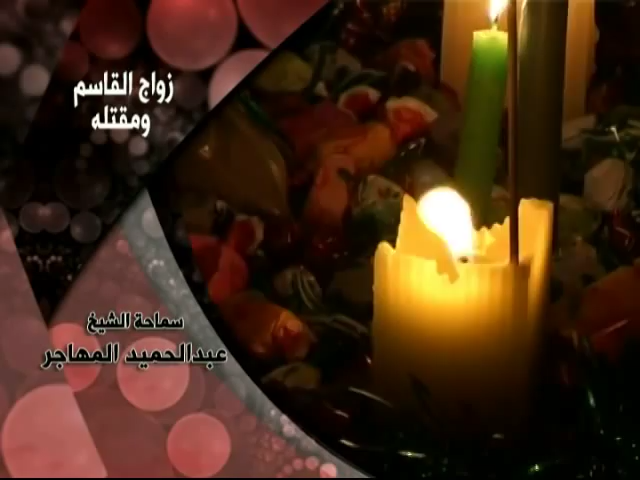 زواج القاسم
ومقتله
سماحة الشيخ
عبدالحميد المهاجر